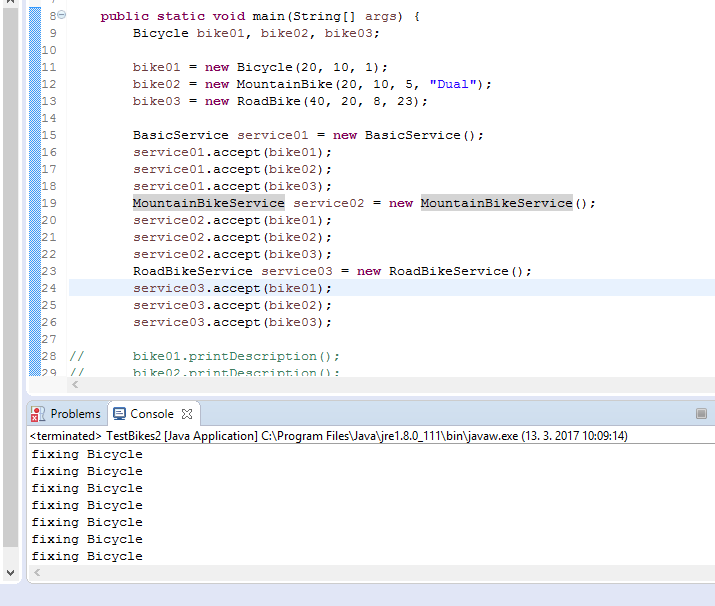 8 public static void main(String[] args) {
9 Bicycle bike01, bike02, bike03;
10
11 bike01 = new Bicycle(20, 10, 1);
12 bike02 = new MountainBike(20, 10, 5, "Dual");
13 bike03 = new RoadBike(40, 20, 8, 23);
14
15 BasicService service01 = new BasicService();
16 service01.accept(bike01);
17 service01.accept(bike02);
18 service01.accept(bike03);
19 MountainBikeService service02 = new MountainBikeService();
20 service02.accept(bike01);
21 service02.accept(bike02);
22 service02.accept(bike03);
23 RoadBikeService service03 = new RoadBikeService();
24 service03.accept(bike01);
25 service03.accept(bike02);
26 service03.accept(bike03);
27
28 // bike01.printDescription();
29 // bike02.printDescription();
Problems Console
<terminated> TestBikes2 [Java Application] C:\Program Files\Java\jre1.8.0_111\bin\javaw.exe (13. 3. 2017 10:09:14)
fixing Bicycle
fixing Bicycle
fixing Bicycle
fixing Bicycle
fixing Bicycle
fixing Bicycle
fixing Bicycle